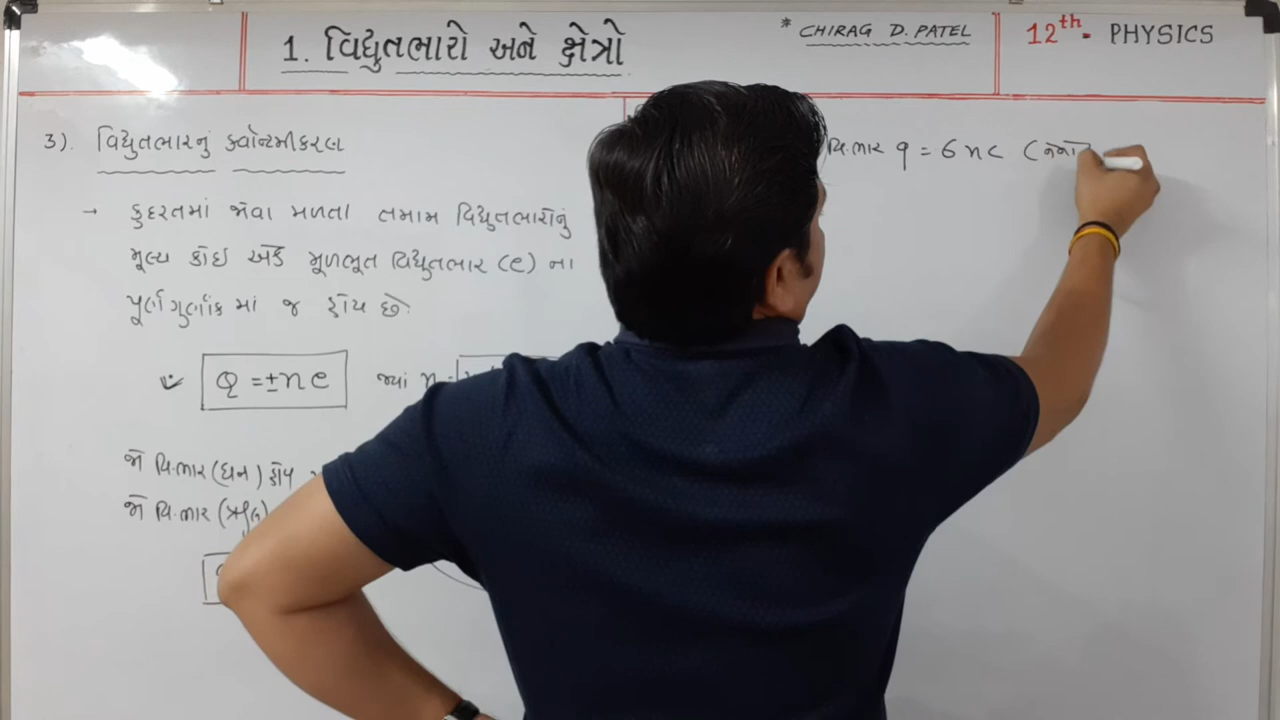 1. વિદ્યુતભારો અને ક્ષેત્રો
* CHIRAG D. PATEL
12th. PHYSICS
3). વિદ્યુતભારનું ક્વોન્ટમીકરણ
→ કુદરતમાં જોવા મળતા તમામ વિદ્યુતભારોનું
મૂલ્ય કોઇ એક મૂળભૂત વિદ્યુતભાર (e) ના
પૂર્ણાગુણાંક માં જ હોય છે.
Q = ±ne જ્યાં n =
જો વિ.ભાર (ધન) હોય
જો વિ.ભાર (ઋણ)
વિ.ભાર q = 6 nc (નેનો